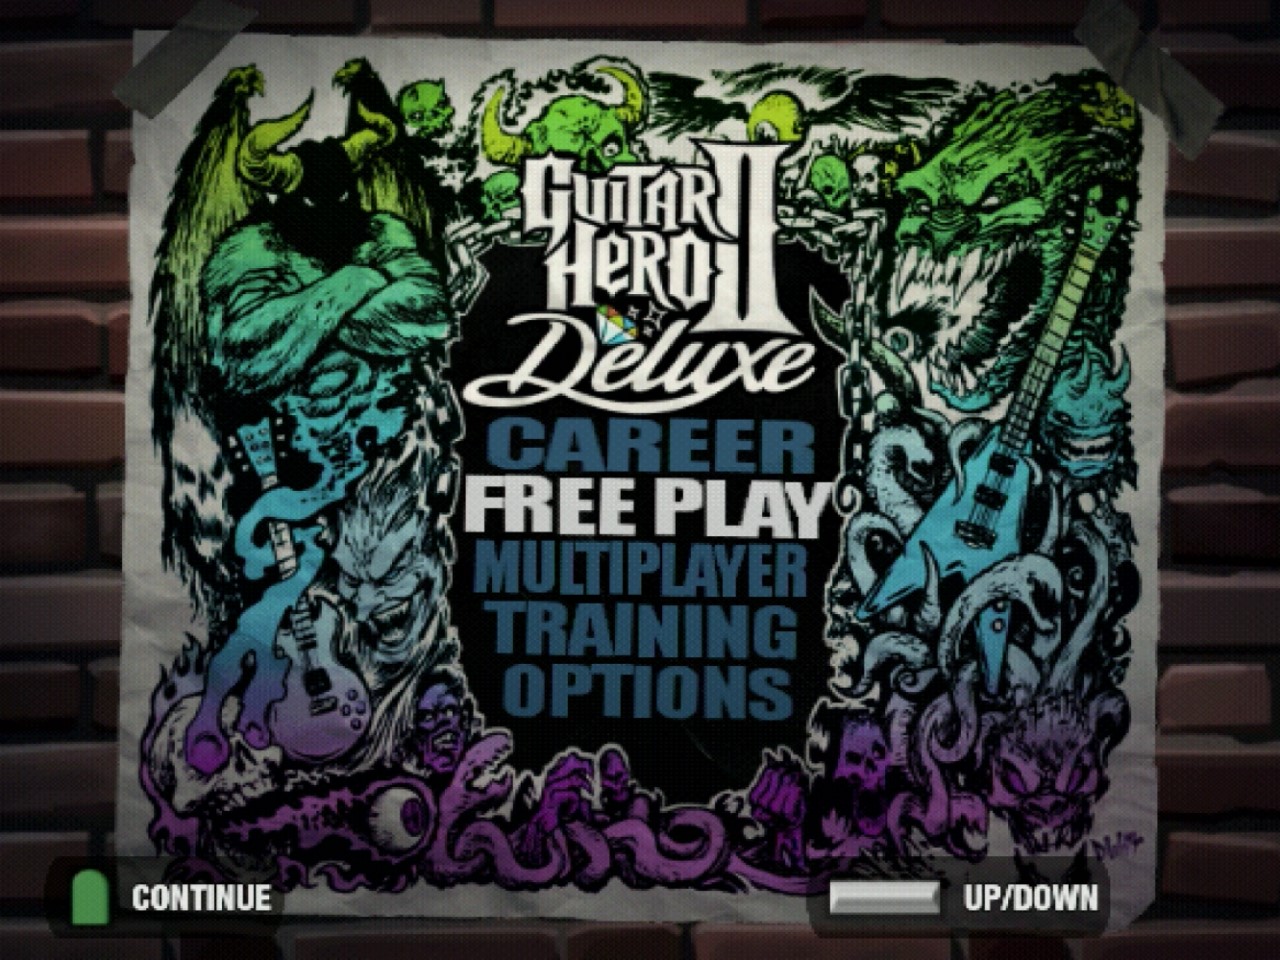 GUITAR
HERO II
Deluxe
CAREER
FREE PLAY
MULTIPLAYER
TRAINING
OPTIONS
CONTINUE
UP/DOWN